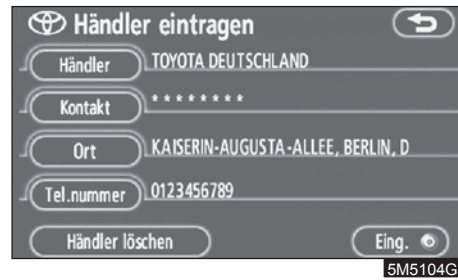 Händler eintragen
Händler TOYOTA DEUTSCHLAND
Kontakt * * * * * * * *
Ort KAISERIN-AUGUSTA-ALLEE, BERLIN, D
Tel.nummer 0123456789
Händler löschen Eing.
5M5104G